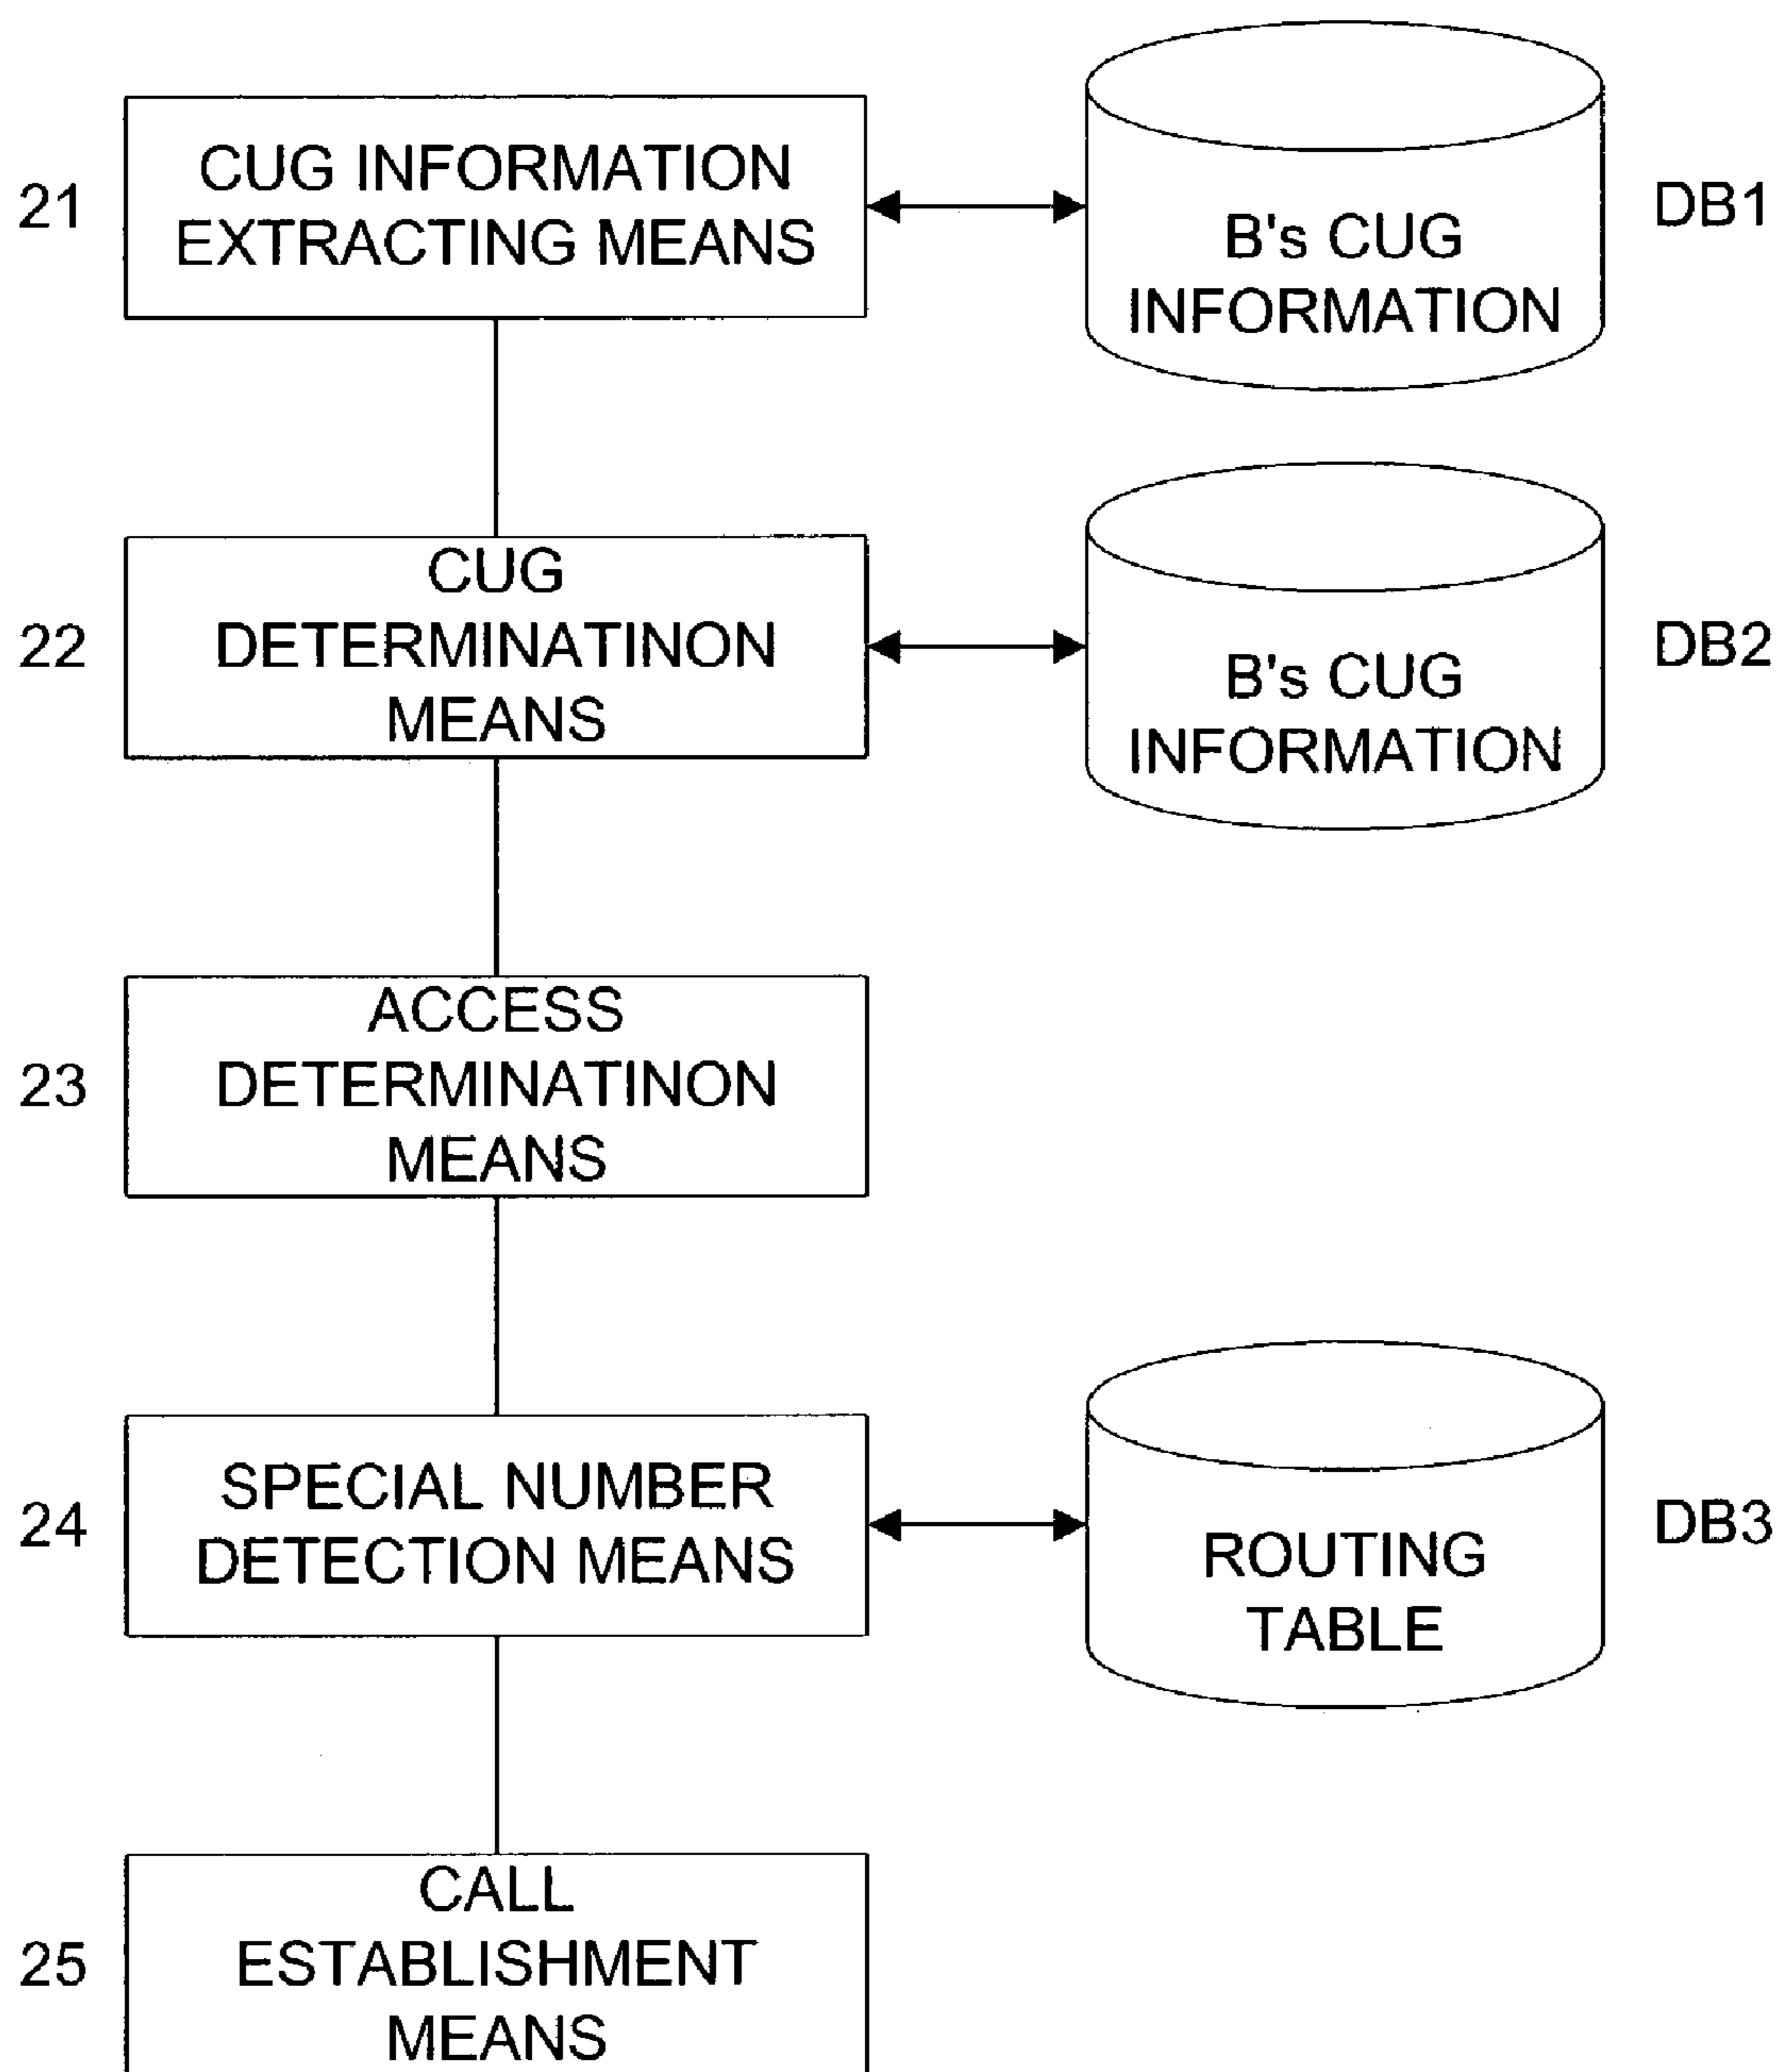 21
CUG INFORMATION
EXTRACTING MEANS
B's CUG
INFORMATION
DB1
22
CUG
DETERMINATINON
MEANS
B's CUG
INFORMATION
DB2
23
ACCESS
DETERMINATINON
MEANS
24
SPECIAL NUMBER
DETECTION MEANS
ROUTING
TABLE
DB3
25
CALL
ESTABLISHMENT
MEANS